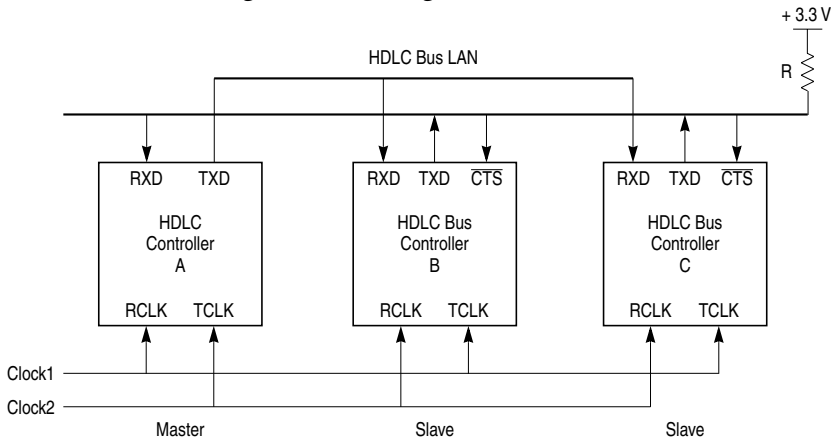 + 3.3 V
HDLC Bus LAN
R
RXD TXD
RXD TXD CTS
RXD TXD CTS
HDLC
Controller
A
HDLC Bus
Controller
B
HDLC Bus
Controller
C
RCLK TCLK
RCLK TCLK
RCLK TCLK
Clock1
Clock2
Master Slave Slave